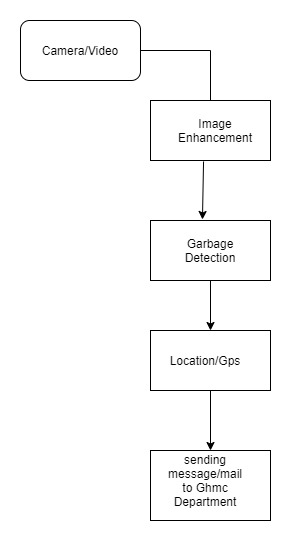 Camera/Video
Image
Enhancement
Garbage
Detection
Location/Gps
sending
message/mail
to Ghmc
Department